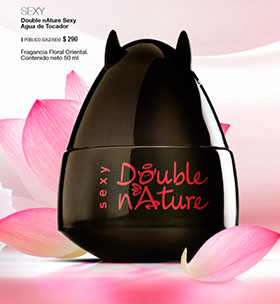 SEXY
Double nAture Sexy
Agua de Tocador
$ PÚBLICO SUGERIDO $ 290
Fragancia Floral Oriental.
Contenido neto 50 ml
sexy
Double
nAture